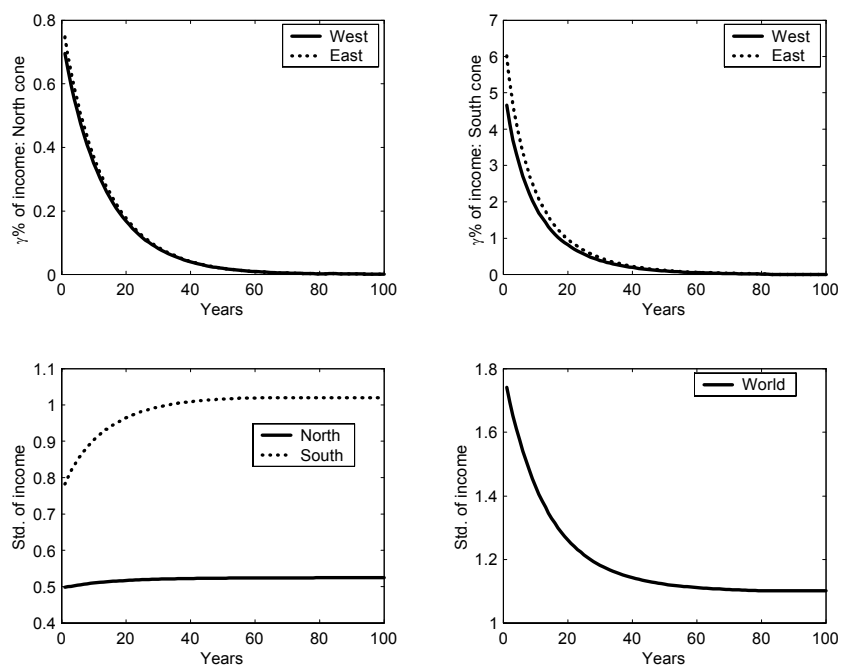 0.8
0.6
0.4
0.2
0
γ% of income: North cone
West
East
0 20 40 60 80 100
Years
7
6
5
4
3
2
1
0
γ% of income: South cone
West
East
0 20 40 60 80 100
Years
1.1
1
0.9
0.8
0.7
0.6
0.5
0.4
Std. of income
North
South
0 20 40 60 80 100
Years
1.8
1.6
1.4
1.2
1
Std. of income
World
0 20 40 60 80 100
Years